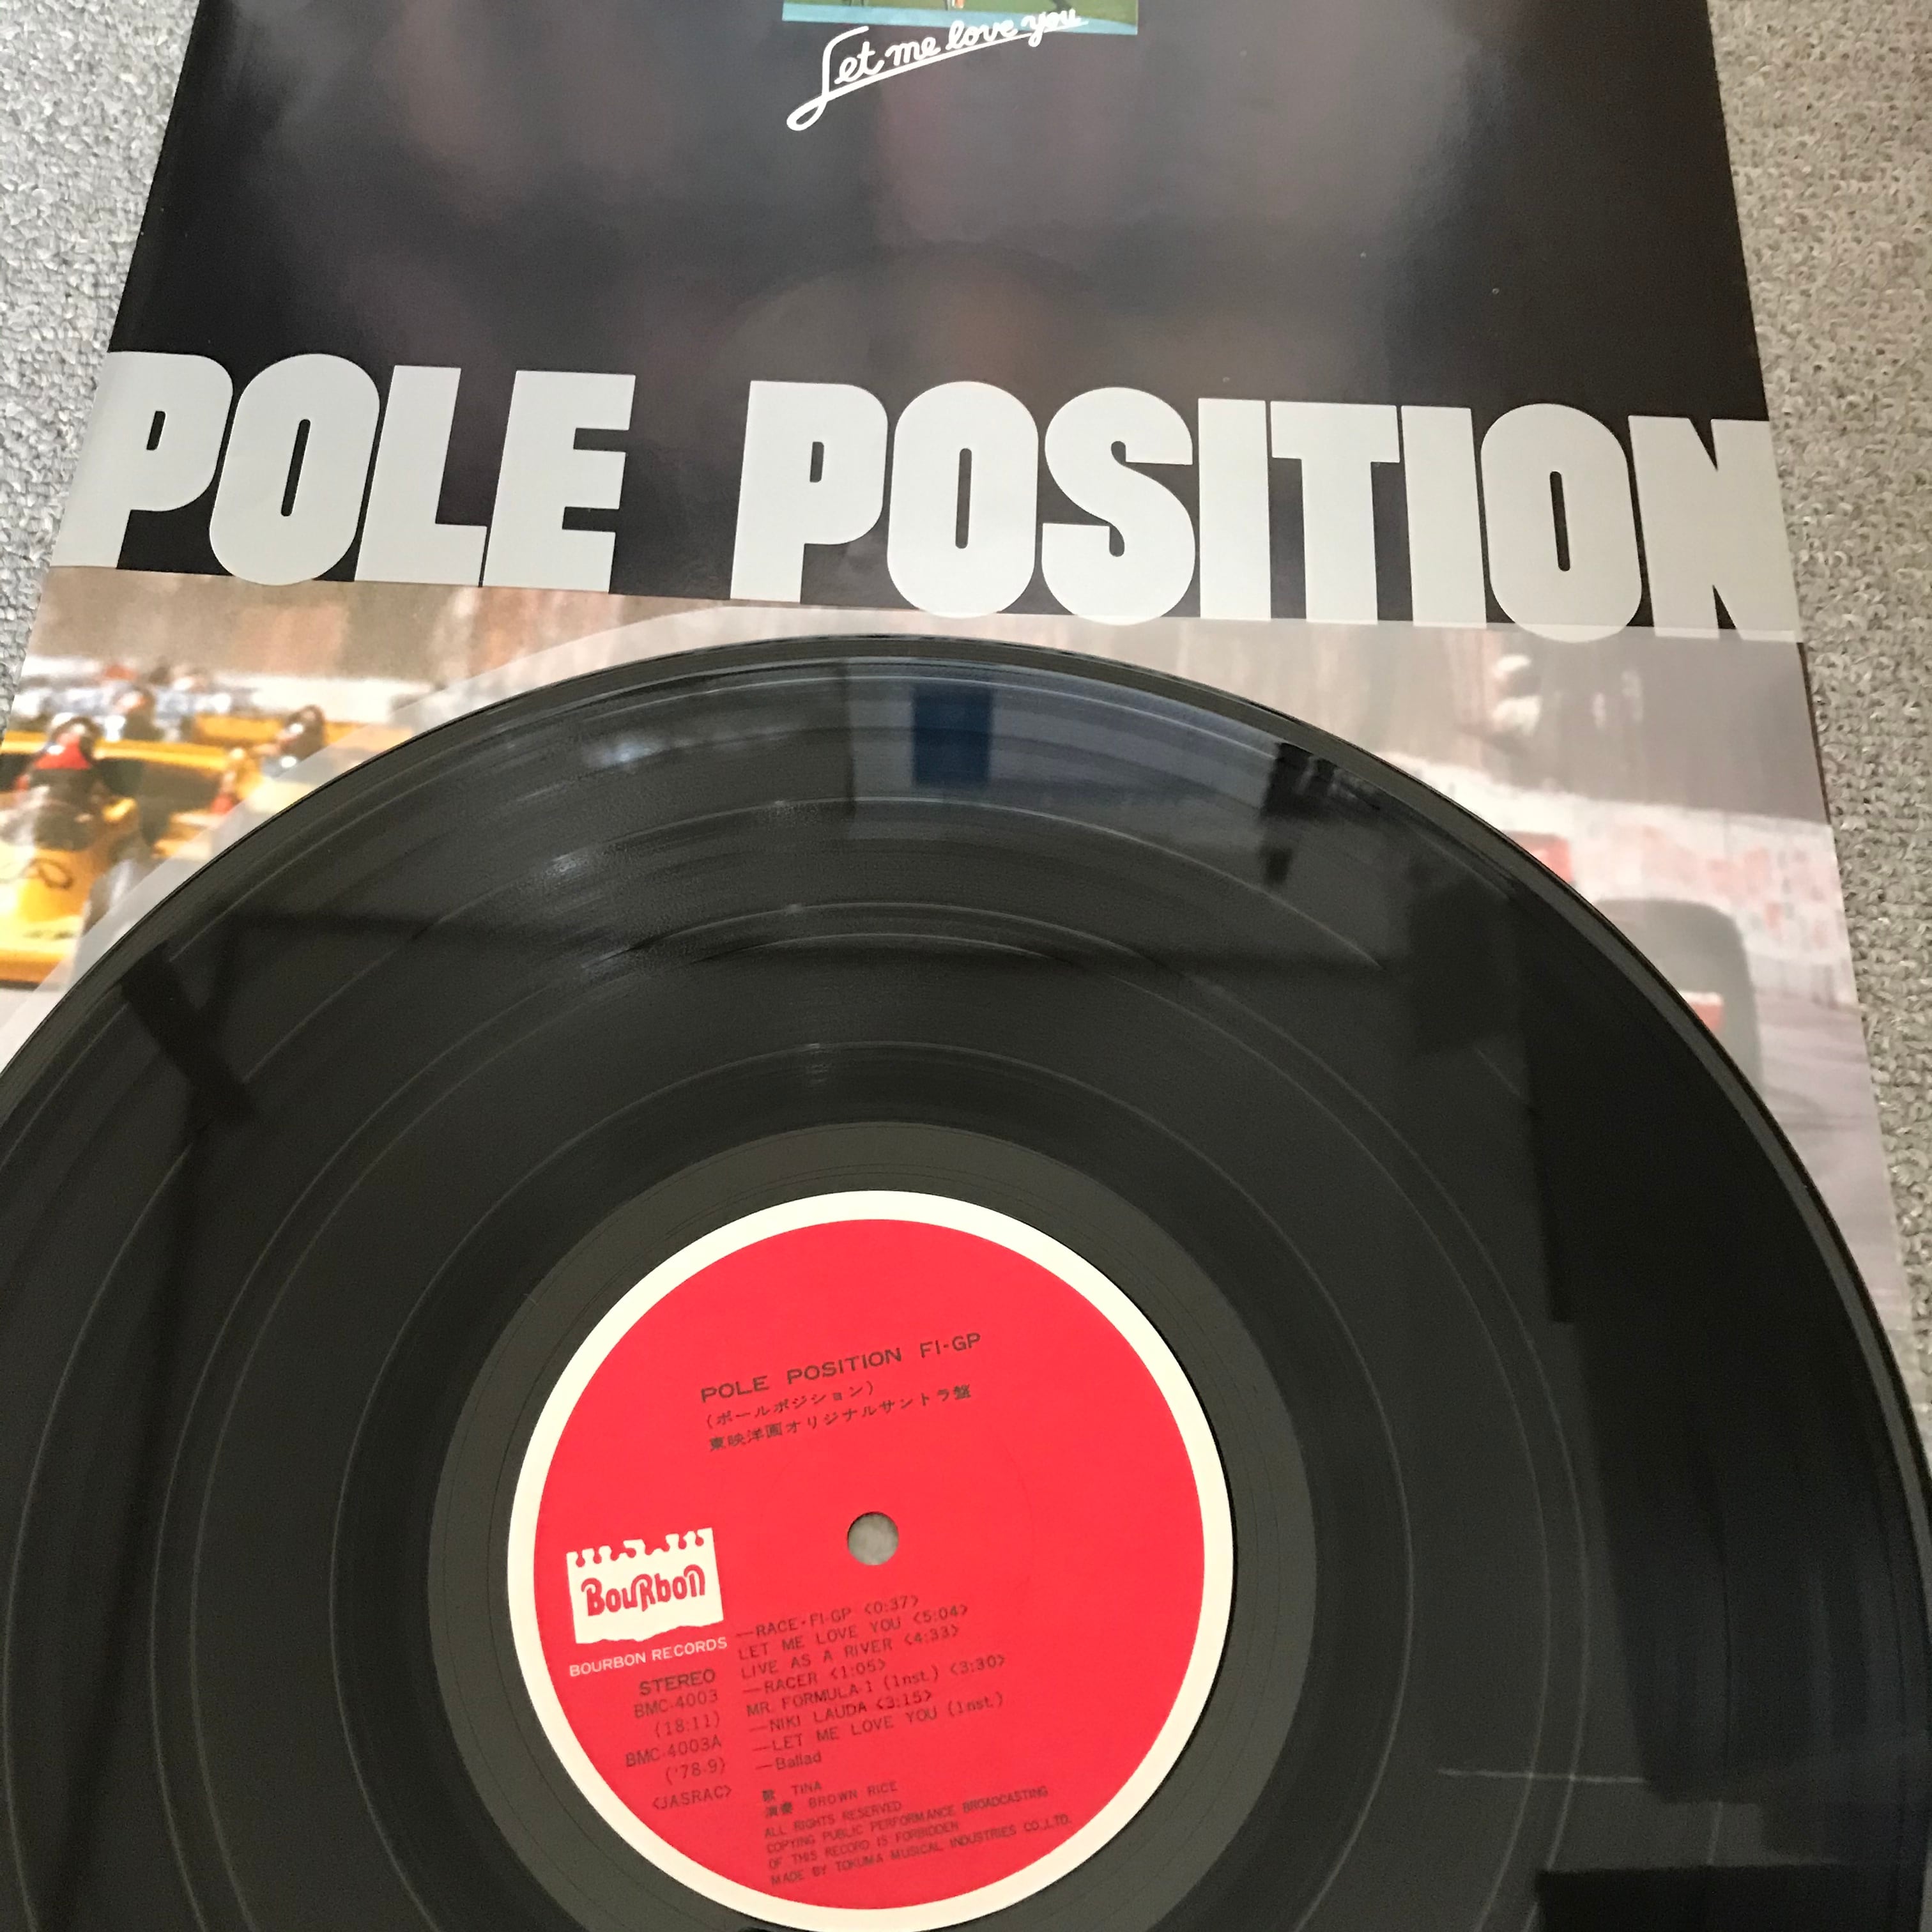 Let me love you
POLE POSITION
POLE POSITION F1-GP
(ポールポジション)
東映洋画オリジナルサントラ盤
BouRbon
BOURBON RECORDS
STEREO
BMC-4003
(18:11)
BMC-4003A
('78·9)
<JASRAC>
—RACE·F1-GP <0:37>
LET ME LOVE YOU <5:04>
LIVE AS A RIVER <4:33>
—RACER <1:05>
MR. FORMULA-1 (Inst.) <3:30>
—NIKI LAUDA <3:15>
—LET ME LOVE YOU (Inst.)
—Ballad
歌 TINA
演奏 BROWN RICE
ALL RIGHTS RESERVED
COPYING PUBLIC PERFORMANCE BROADCASTING
OF THIS RECORD IS FORBIDDEN
MADE BY TOKUMA MUSICAL INDUSTRIES CO.,LTD.